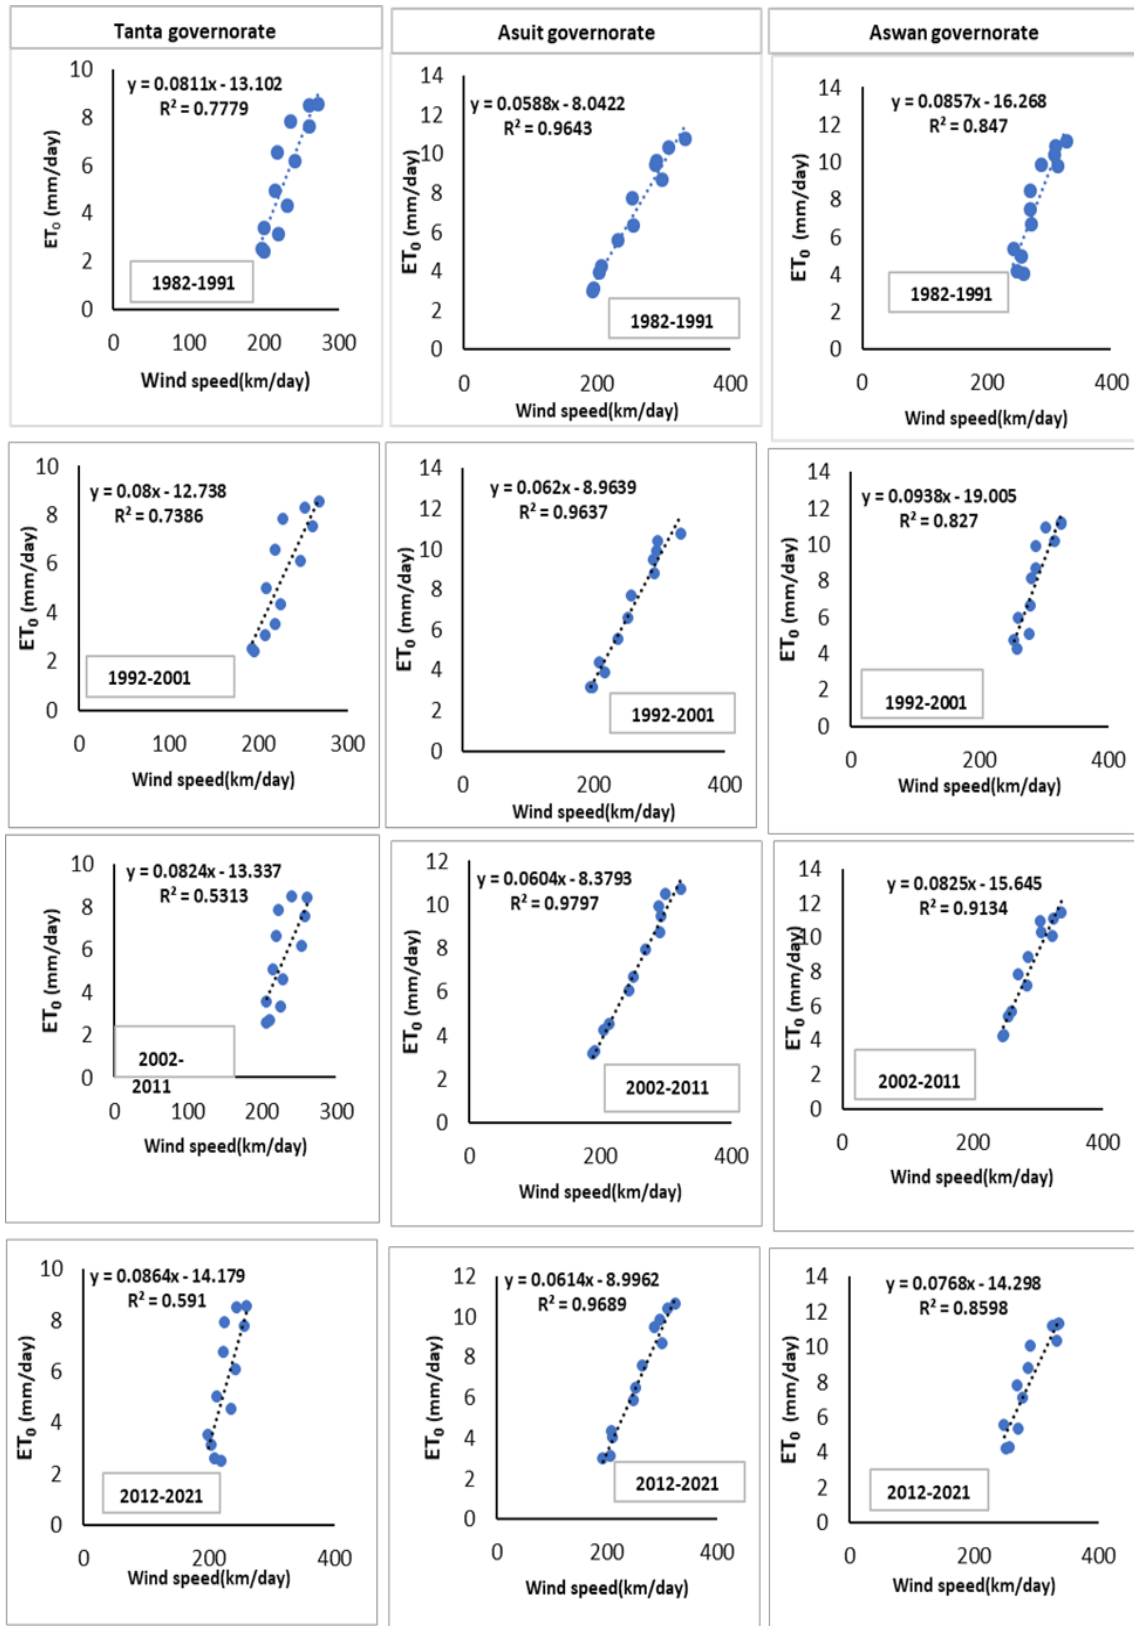 Tanta governorate
Asuit governorate
Aswan governorate
y = 0.0811x - 13.102
R² = 0.7779
10
8
6
4
2
0
ET₀ (mm/day)
1982-1991
0 100 200 300
Wind speed(km/day)
y = 0.0588x - 8.0422
R² = 0.9643
14
12
10
8
6
4
2
0
ET₀ (mm/day)
1982-1991
0 200 400
Wind speed(km/day)
y = 0.0857x - 16.268
R² = 0.847
14
12
10
8
6
4
2
0
ET₀ (mm/day)
1982-1991
0 200 400
Wind speed(km/day)
y = 0.08x - 12.738
R² = 0.7386
10
8
6
4
2
0
ET₀ (mm/day)
1992-2001
0 100 200 300
Wind speed(km/day)
y = 0.062x - 8.9639
R² = 0.9637
14
12
10
8
6
4
2
0
ET₀ (mm/day)
1992-2001
0 200 400
Wind speed(km/day)
y = 0.0938x - 19.005
R² = 0.827
14
12
10
8
6
4
2
0
ET₀ (mm/day)
1992-2001
0 200 400
Wind speed(km/day)
y = 0.0824x - 13.337
R² = 0.5313
10
8
6
4
2
0
ET₀ (mm/day)
2002-
2011
0 100 200 300
Wind speed(km/day)
y = 0.0604x - 8.3793
R² = 0.9797
12
10
8
6
4
2
0
ET₀ (mm/day)
2002-2011
0 200 400
Wind speed(km/day)
y = 0.0825x - 15.645
R² = 0.9134
14
12
10
8
6
4
2
0
ET₀ (mm/day)
2002-2011
0 200 400
Wind speed(km/day)
y = 0.0864x - 14.179
R² = 0.591
10
8
6
4
2
0
ET₀ (mm/day)
2012-2021
0 200 400
Wind speed(km/day)
y = 0.0614x - 8.9962
R² = 0.9689
12
10
8
6
4
2
0
ET₀ (mm/day)
2012-2021
0 200 400
Wind speed(km/day)
y = 0.0768x - 14.298
R² = 0.8598
14
12
10
8
6
4
2
0
ET₀ (mm/day)
2012-2021
0 200 400
Wind speed(km/day)